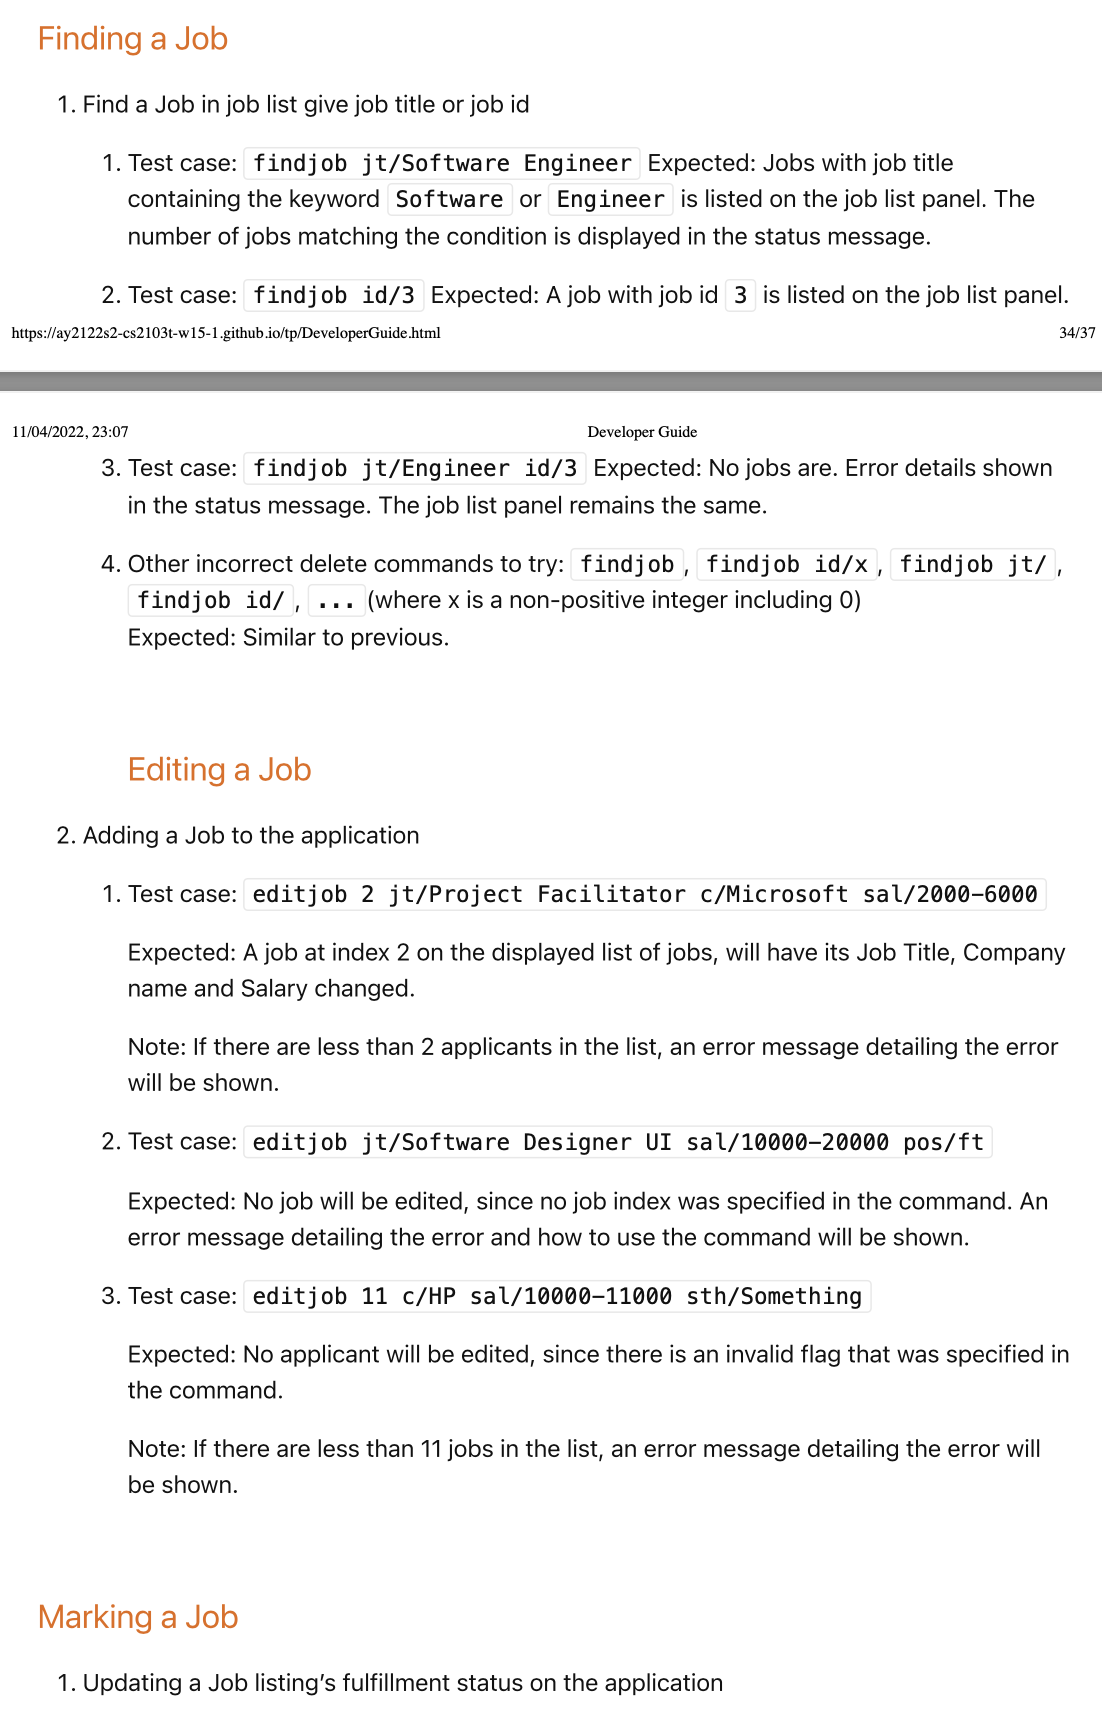 Finding a Job
1. Find a Job in job list give job title or job id
1. Test case: findjob jt/Software Engineer Expected: Jobs with job title
containing the keyword Software or Engineer is listed on the job list panel. The
number of jobs matching the condition is displayed in the status message.
2. Test case: findjob id/3 Expected: A job with job id 3 is listed on the job list panel.
https://ay2122s2-cs2103t-w15-1.github.io/tp/DeveloperGuide.html 34/37
11/04/2022, 23:07 Developer Guide
3. Test case: findjob jt/Engineer id/3 Expected: No jobs are. Error details shown
in the status message. The job list panel remains the same.
4. Other incorrect delete commands to try: findjob, findjob id/x, findjob jt/,
findjob id/, ... (where x is a non-positive integer including 0)
Expected: Similar to previous.
Editing a Job
2. Adding a Job to the application
1. Test case: editjob 2 jt/Project Facilitator c/Microsoft sal/2000-6000
Expected: A job at index 2 on the displayed list of jobs, will have its Job Title, Company
name and Salary changed.
Note: If there are less than 2 applicants in the list, an error message detailing the error
will be shown.
2. Test case: editjob jt/Software Designer UI sal/10000-20000 pos/ft
Expected: No job will be edited, since no job index was specified in the command. An
error message detailing the error and how to use the command will be shown.
3. Test case: editjob 11 c/HP sal/10000-11000 sth/Something
Expected: No applicant will be edited, since there is an invalid flag that was specified in
the command.
Note: If there are less than 11 jobs in the list, an error message detailing the error will
be shown.
Marking a Job
1. Updating a Job listing's fulfillment status on the application